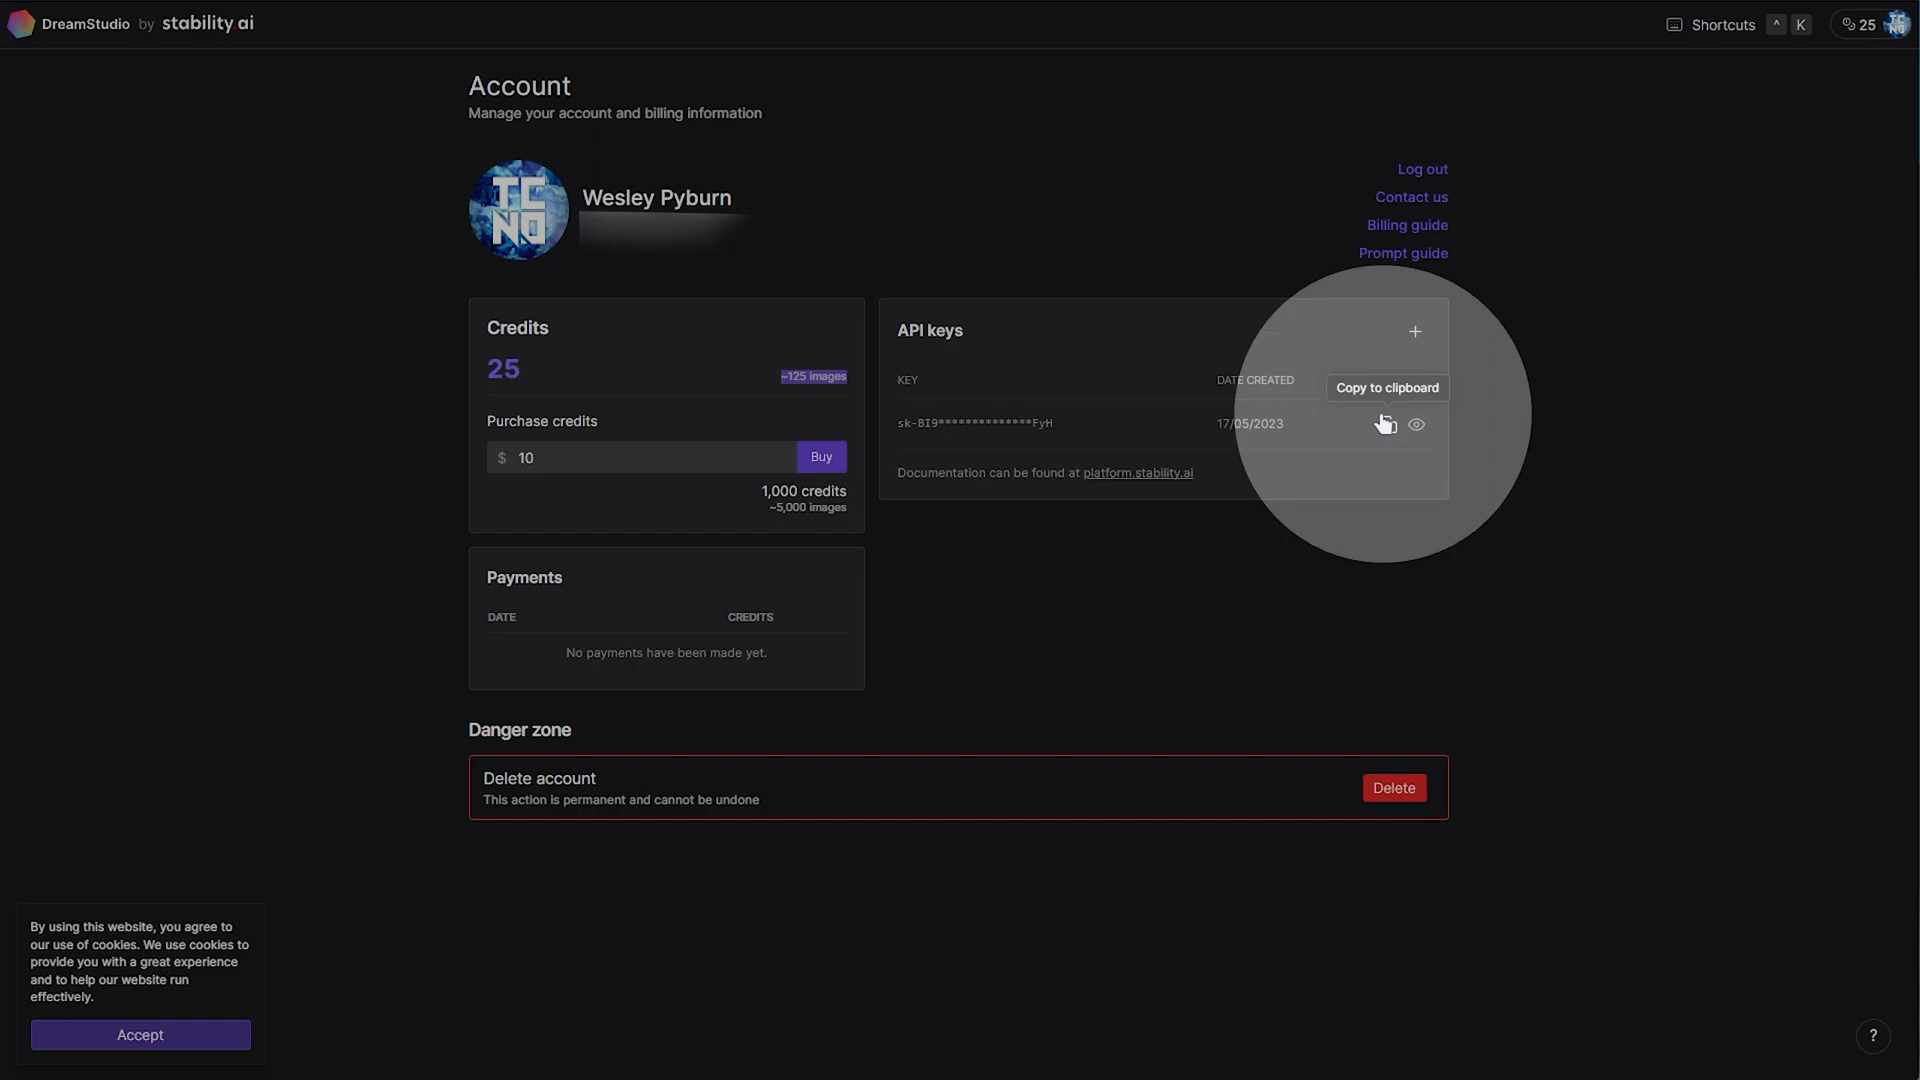 DreamStudio by stability.ai
Shortcuts ^ K
25
Account
Manage your account and billing information
TC
NO
Wesley Pyburn
Log out
Contact us
Billing guide
Prompt guide
Credits
25
~125 images
Purchase credits
$ 10
Buy
1,000 credits
~5,000 images
API keys
+
KEY DATE CREATED
Copy to clipboard
sk-BI9**************FyH 17/05/2023
Documentation can be found at platform.stability.ai
Payments
DATE CREDITS
No payments have been made yet.
Danger zone
Delete account
This action is permanent and cannot be undone
Delete
By using this website, you agree to
our use of cookies. We use cookies to
provide you with a great experience
and to help our website run
effectively.
Accept
?